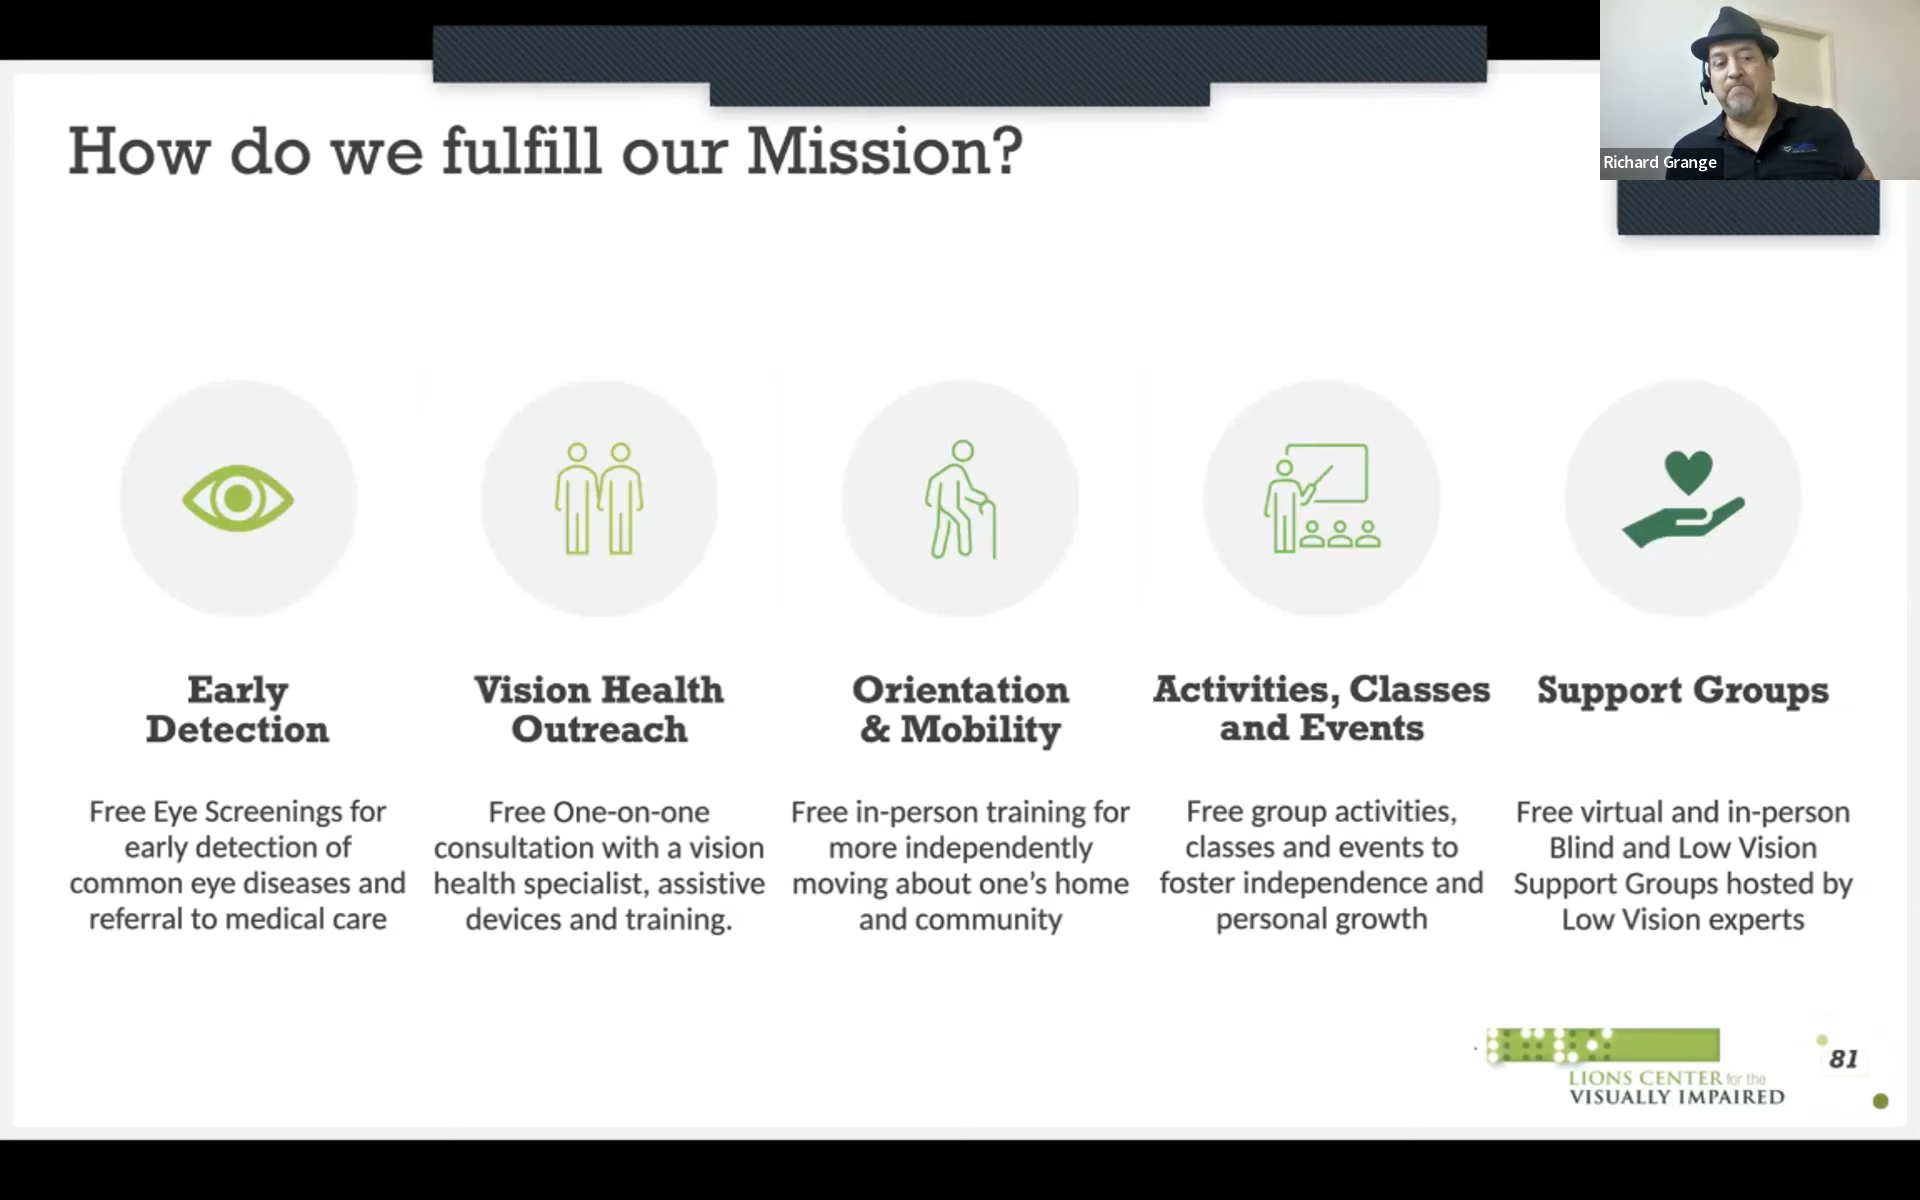 Richard Grange
How do we fulfill our Mission?
Early
Detection
Free Eye Screenings for
early detection of
common eye diseases and
referral to medical care
Vision Health
Outreach
Free One-on-one
consultation with a vision
health specialist, assistive
devices and training.
Orientation
& Mobility
Free in-person training for
more independently
moving about one’s home
and community
Activities, Classes
and Events
Free group activities,
classes and events to
foster independence and
personal growth
Support Groups
Free virtual and in-person
Blind and Low Vision
Support Groups hosted by
Low Vision experts
LIONS CENTER for the
VISUALLY IMPAIRED
81